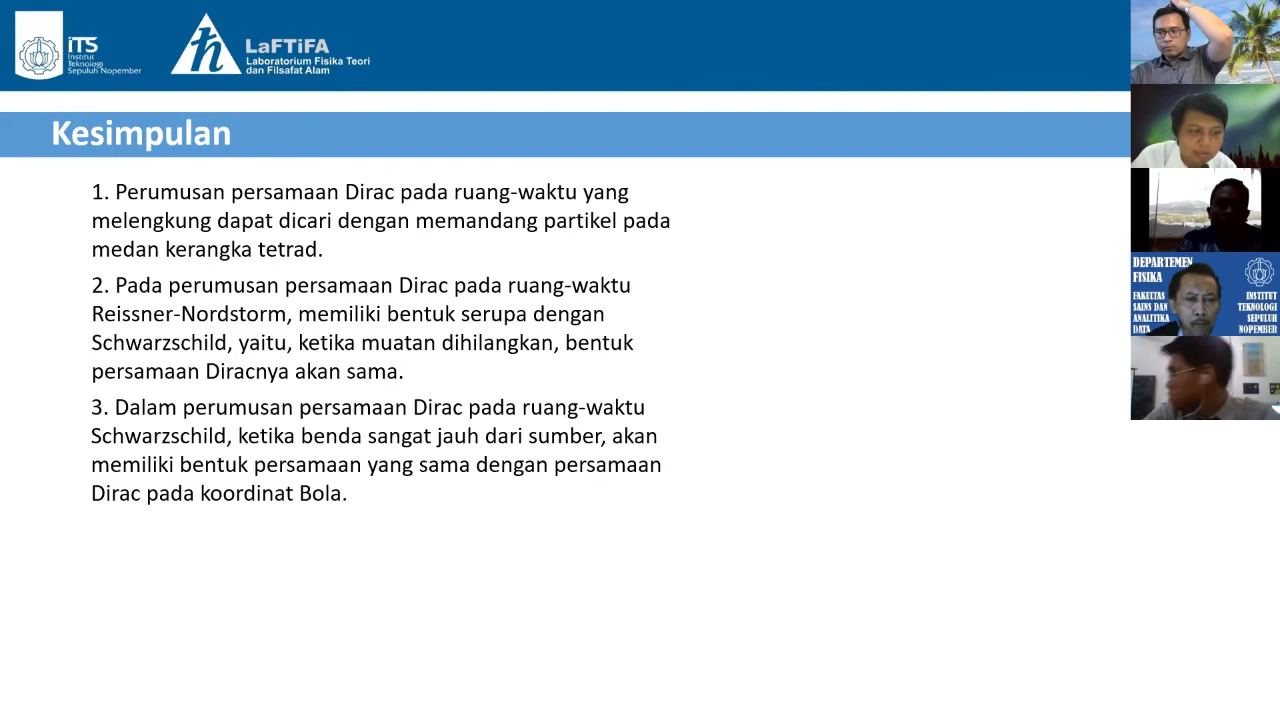 iTS
Institut
Teknologi
Sepuluh Nopember
ħ
LaFTiFA
Laboratorium Fisika Teori
dan Filsafat Alam
Kesimpulan
1. Perumusan persamaan Dirac pada ruang-waktu yang
melengkung dapat dicari dengan memandang partikel pada
medan kerangka tetrad.
2. Pada perumusan persamaan Dirac pada ruang-waktu
Reissner-Nordstorm, memiliki bentuk serupa dengan
Schwarzschild, yaitu, ketika muatan dihilangkan, bentuk
persamaan Diracnya akan sama.
3. Dalam perumusan persamaan Dirac pada ruang-waktu
Schwarzschild, ketika benda sangat jauh dari sumber, akan
memiliki bentuk persamaan yang sama dengan persamaan
Dirac pada koordinat Bola.
DEPARTEMEN
FISIKA
FAKULTAS
SAINS DAN
ANALITIKA
DATA
INSTITUT
TEKNOLOGI
SEPULUH
NOPEMBER